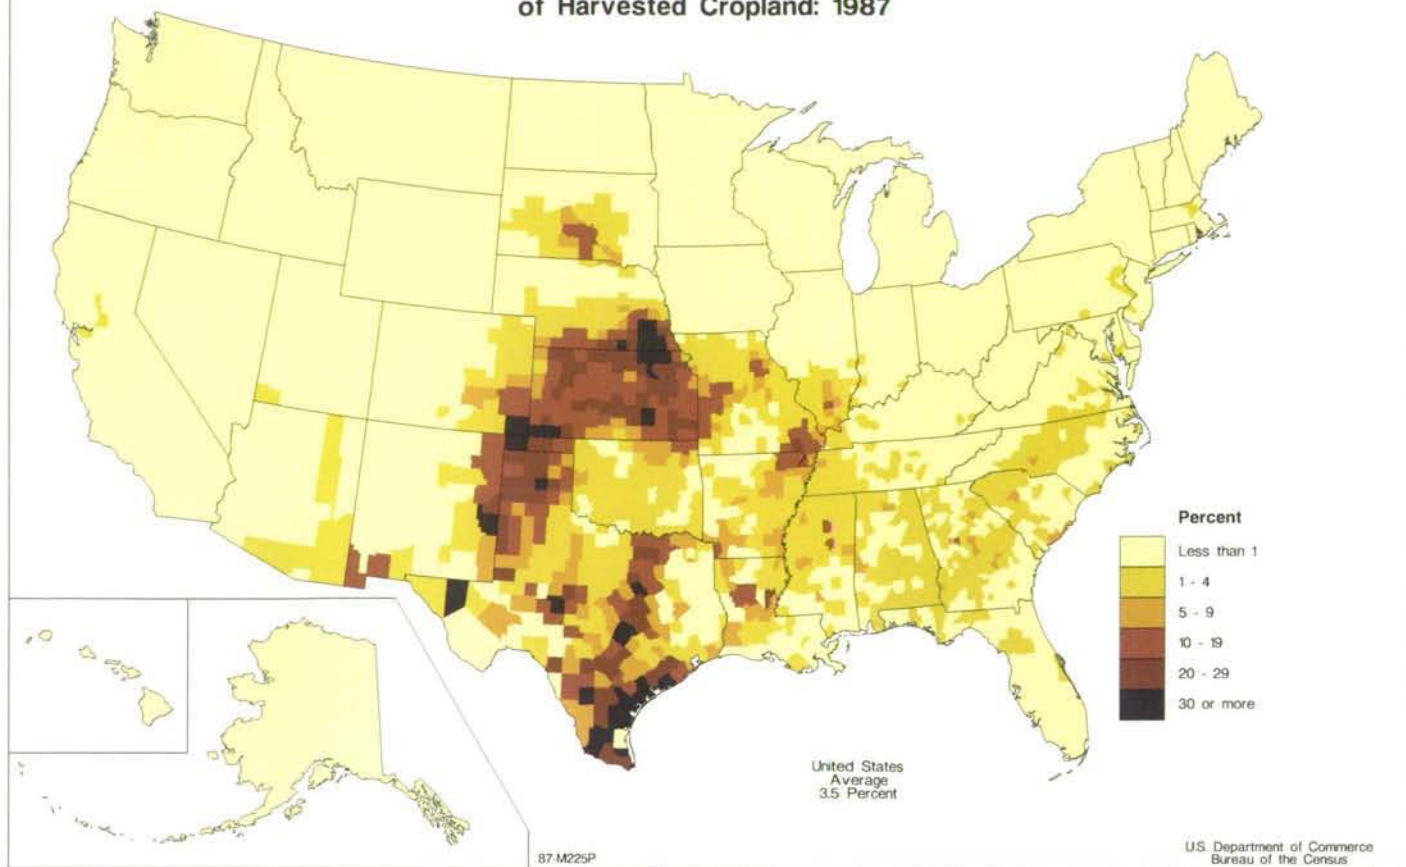 of Harvested Cropland: 1987
Percent
Less than 1
1 - 4
5 - 9
10 - 19
20 - 29
30 or more
United States
Average
3.5 Percent
87-M225P
U.S. Department of Commerce
Bureau of the Census